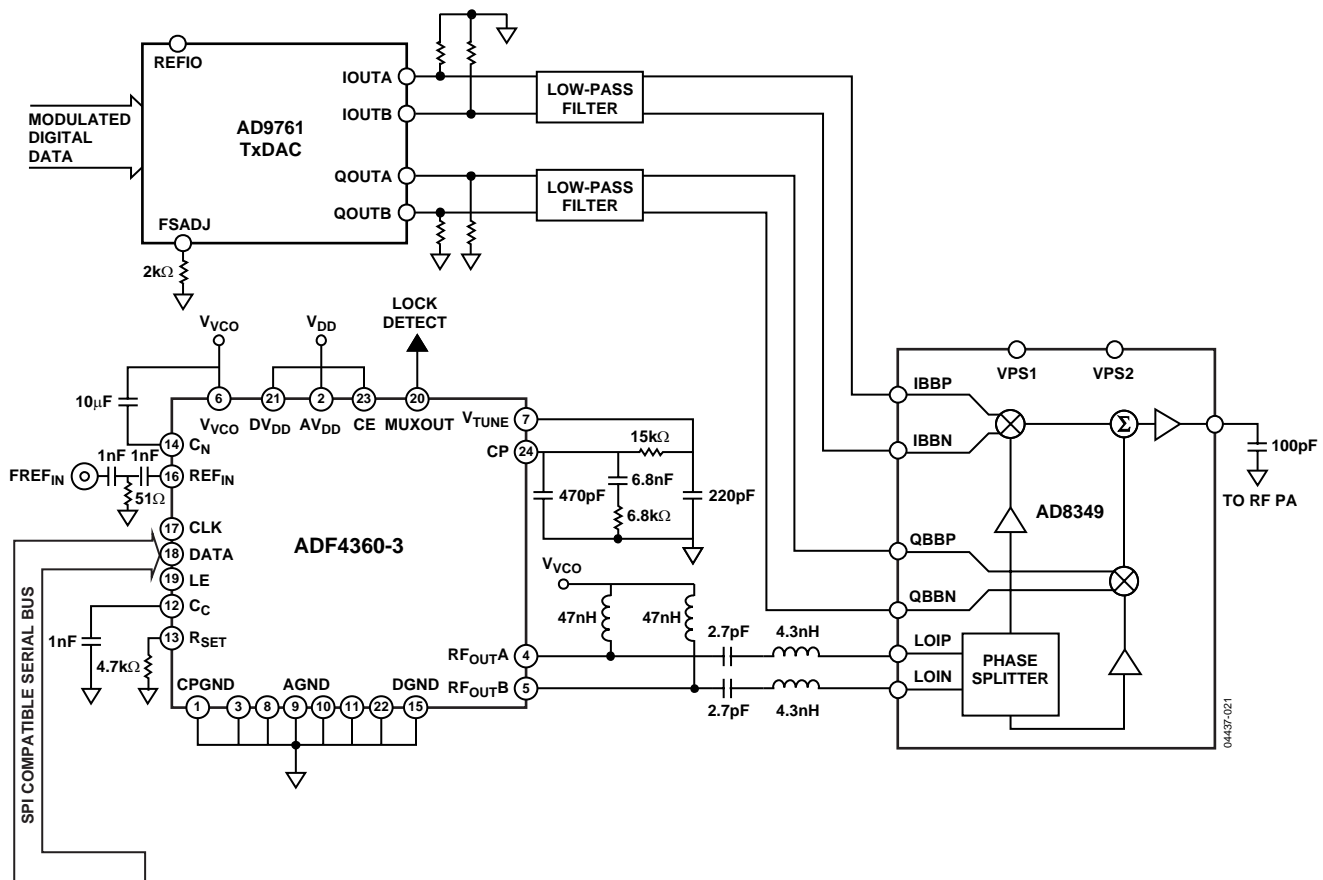 REFIO
IOUTA
IOUTB
QOUTA
QOUTB
FSADJ
AD9761
TxDAC
MODULATED
DIGITAL
DATA
LOW-PASS
FILTER
LOW-PASS
FILTER
2kΩ
LOCK
DETECT
VVCO
VDD
10µF
6
21
2
23
20
VVCO
DVDD
AVDD
CE
MUXOUT
VTUNE
7
CP
24
14
CN
1nF
1nF
FREFIN
16
REFIN
51Ω
17
CLK
18
DATA
19
LE
12
CC
1nF
13
RSET
4.7kΩ
ADF4360-3
15kΩ
6.8nF
470pF
220pF
6.8kΩ
VVCO
47nH
47nH
2.7pF
4.3nH
RFOUTA
4
RFOUTB
5
2.7pF
4.3nH
CPGND
AGND
DGND
1
3
8
9
10
11
22
15
SPI COMPATIBLE SERIAL BUS
VPS1
VPS2
IBBP
IBBN
Σ
100pF
TO RF PA
AD8349
QBBP
QBBN
LOIP
LOIN
PHASE
SPLITTER
04437-021